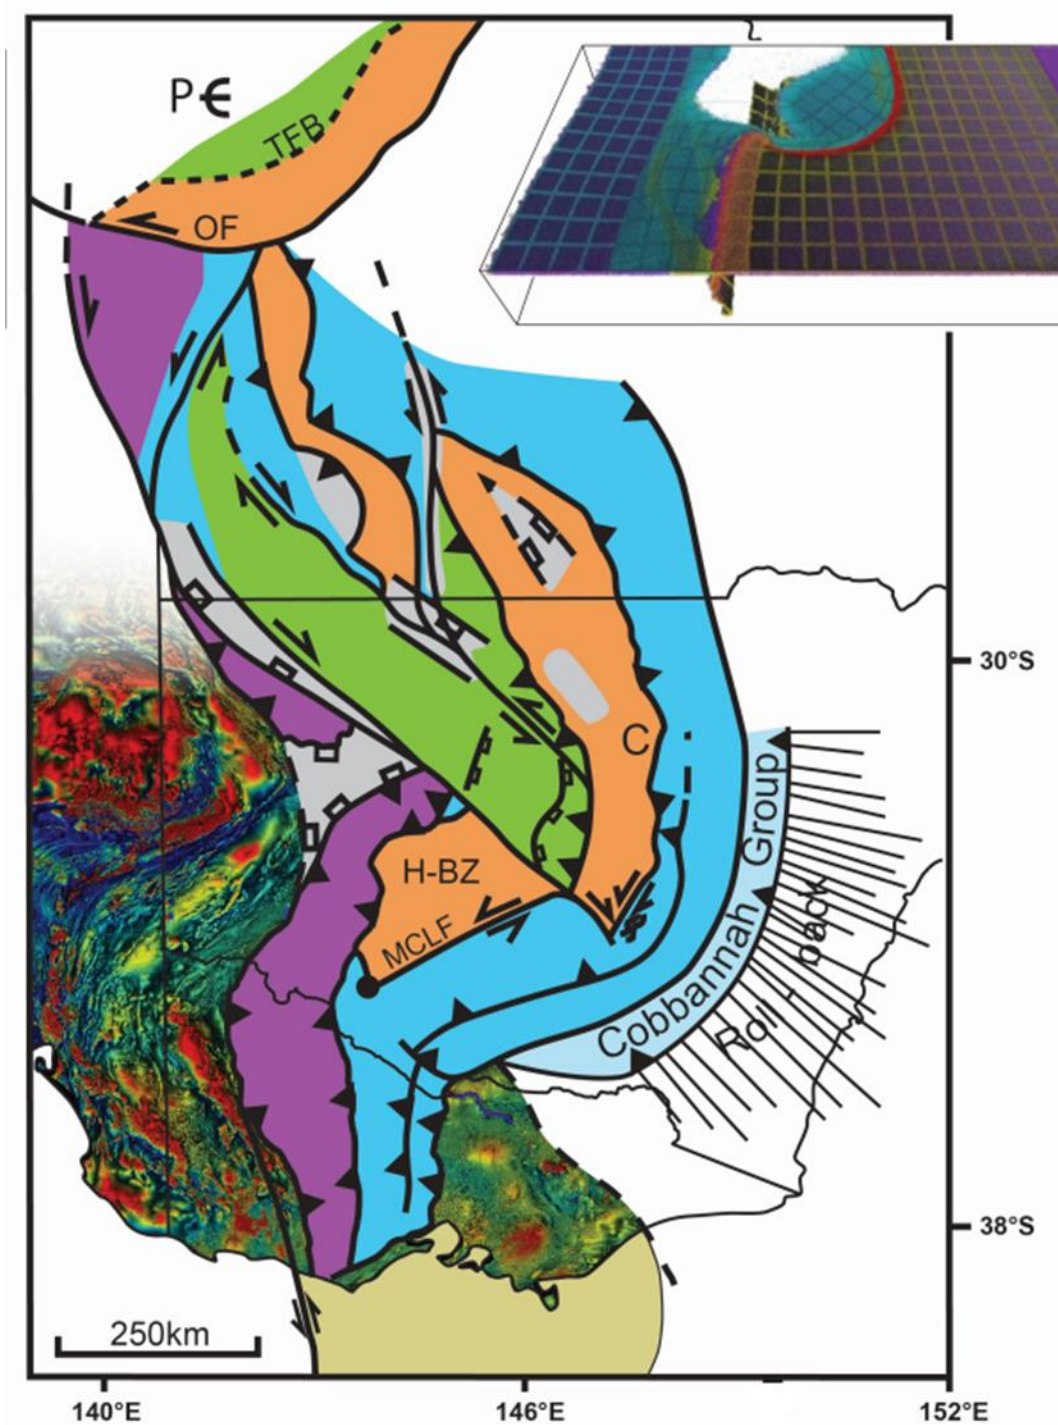 P€
TFB
OF
30°S
C
Cobbannah Group
H-BZ
MCLF
Roll - back
38°S
250km
140°E
146°E
152°E